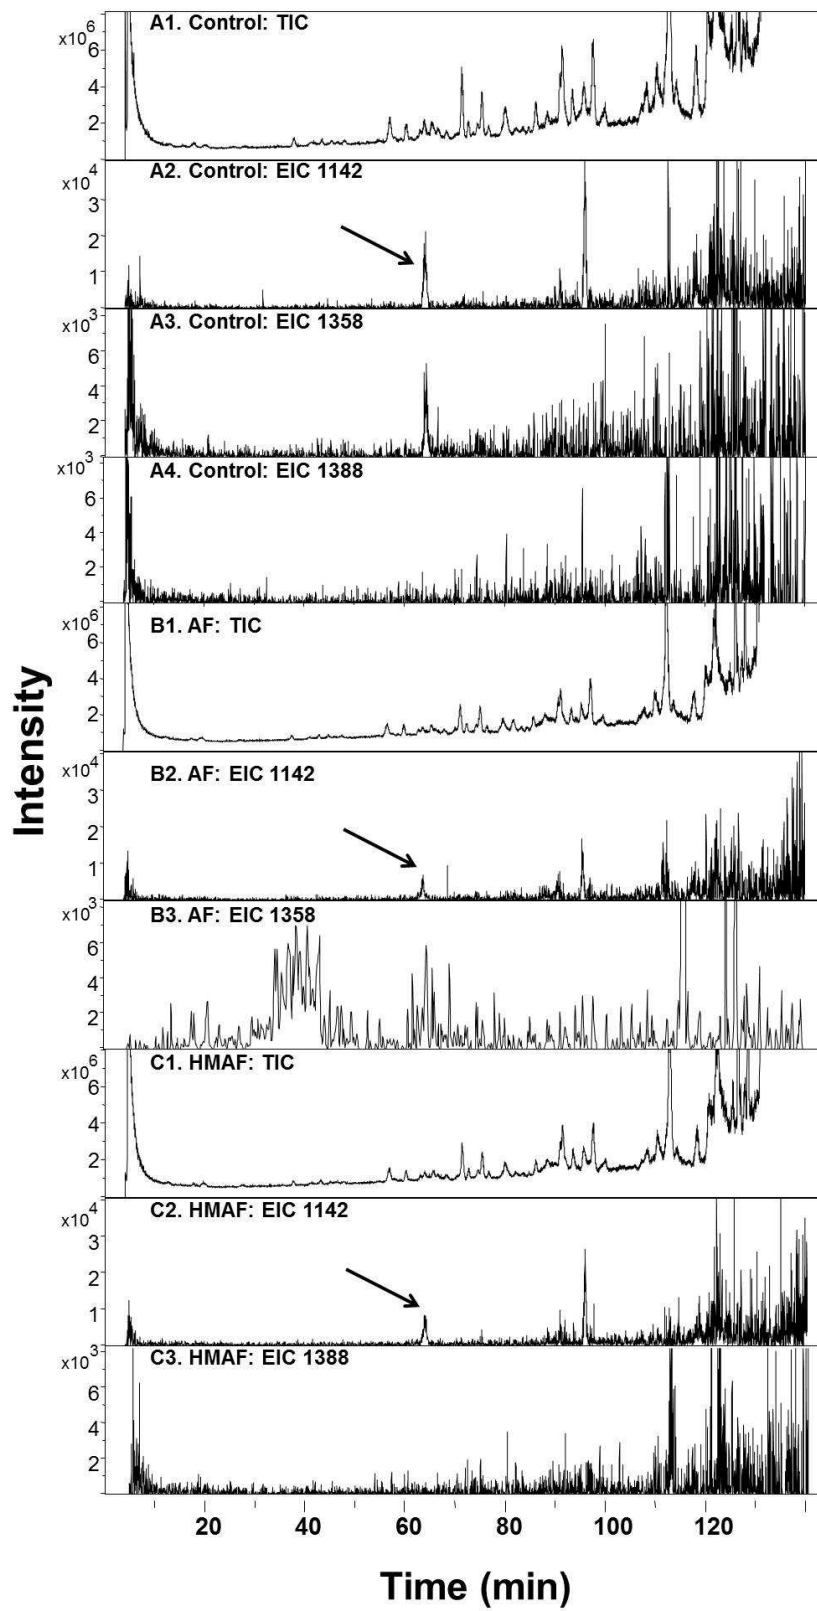 A1. Control: TIC
x10 6
6
4
2
A2. Control: EIC 1142
x10 4
3
2
1
A3. Control: EIC 1358
x10 3
6
4
2
A4. Control: EIC 1388
x10 3
6
4
2
B1. AF: TIC
x10 6
6
4
2
B2. AF: EIC 1142
x10 4
3
2
1
B3. AF: EIC 1358
x10 3
6
4
2
C1. HMAF: TIC
x10 6
6
4
2
C2. HMAF: EIC 1142
x10 4
3
2
1
C3. HMAF: EIC 1388
x10 3
6
4
2
20 40 60 80 100 120
Intensity
Time (min)